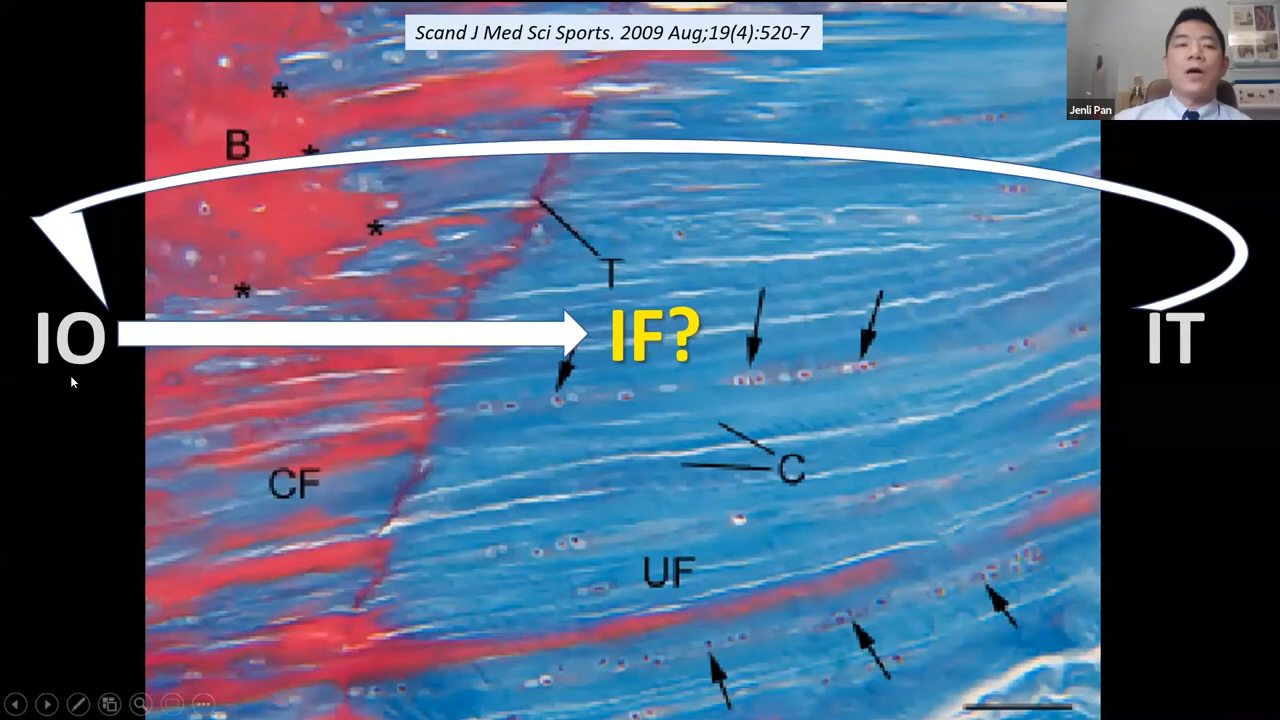 Scand J Med Sci Sports. 2009 Aug;19(4):520-7
Jenli Pan
*
B
*
*
T
*
IO
IF?
IT
C
CF
UF